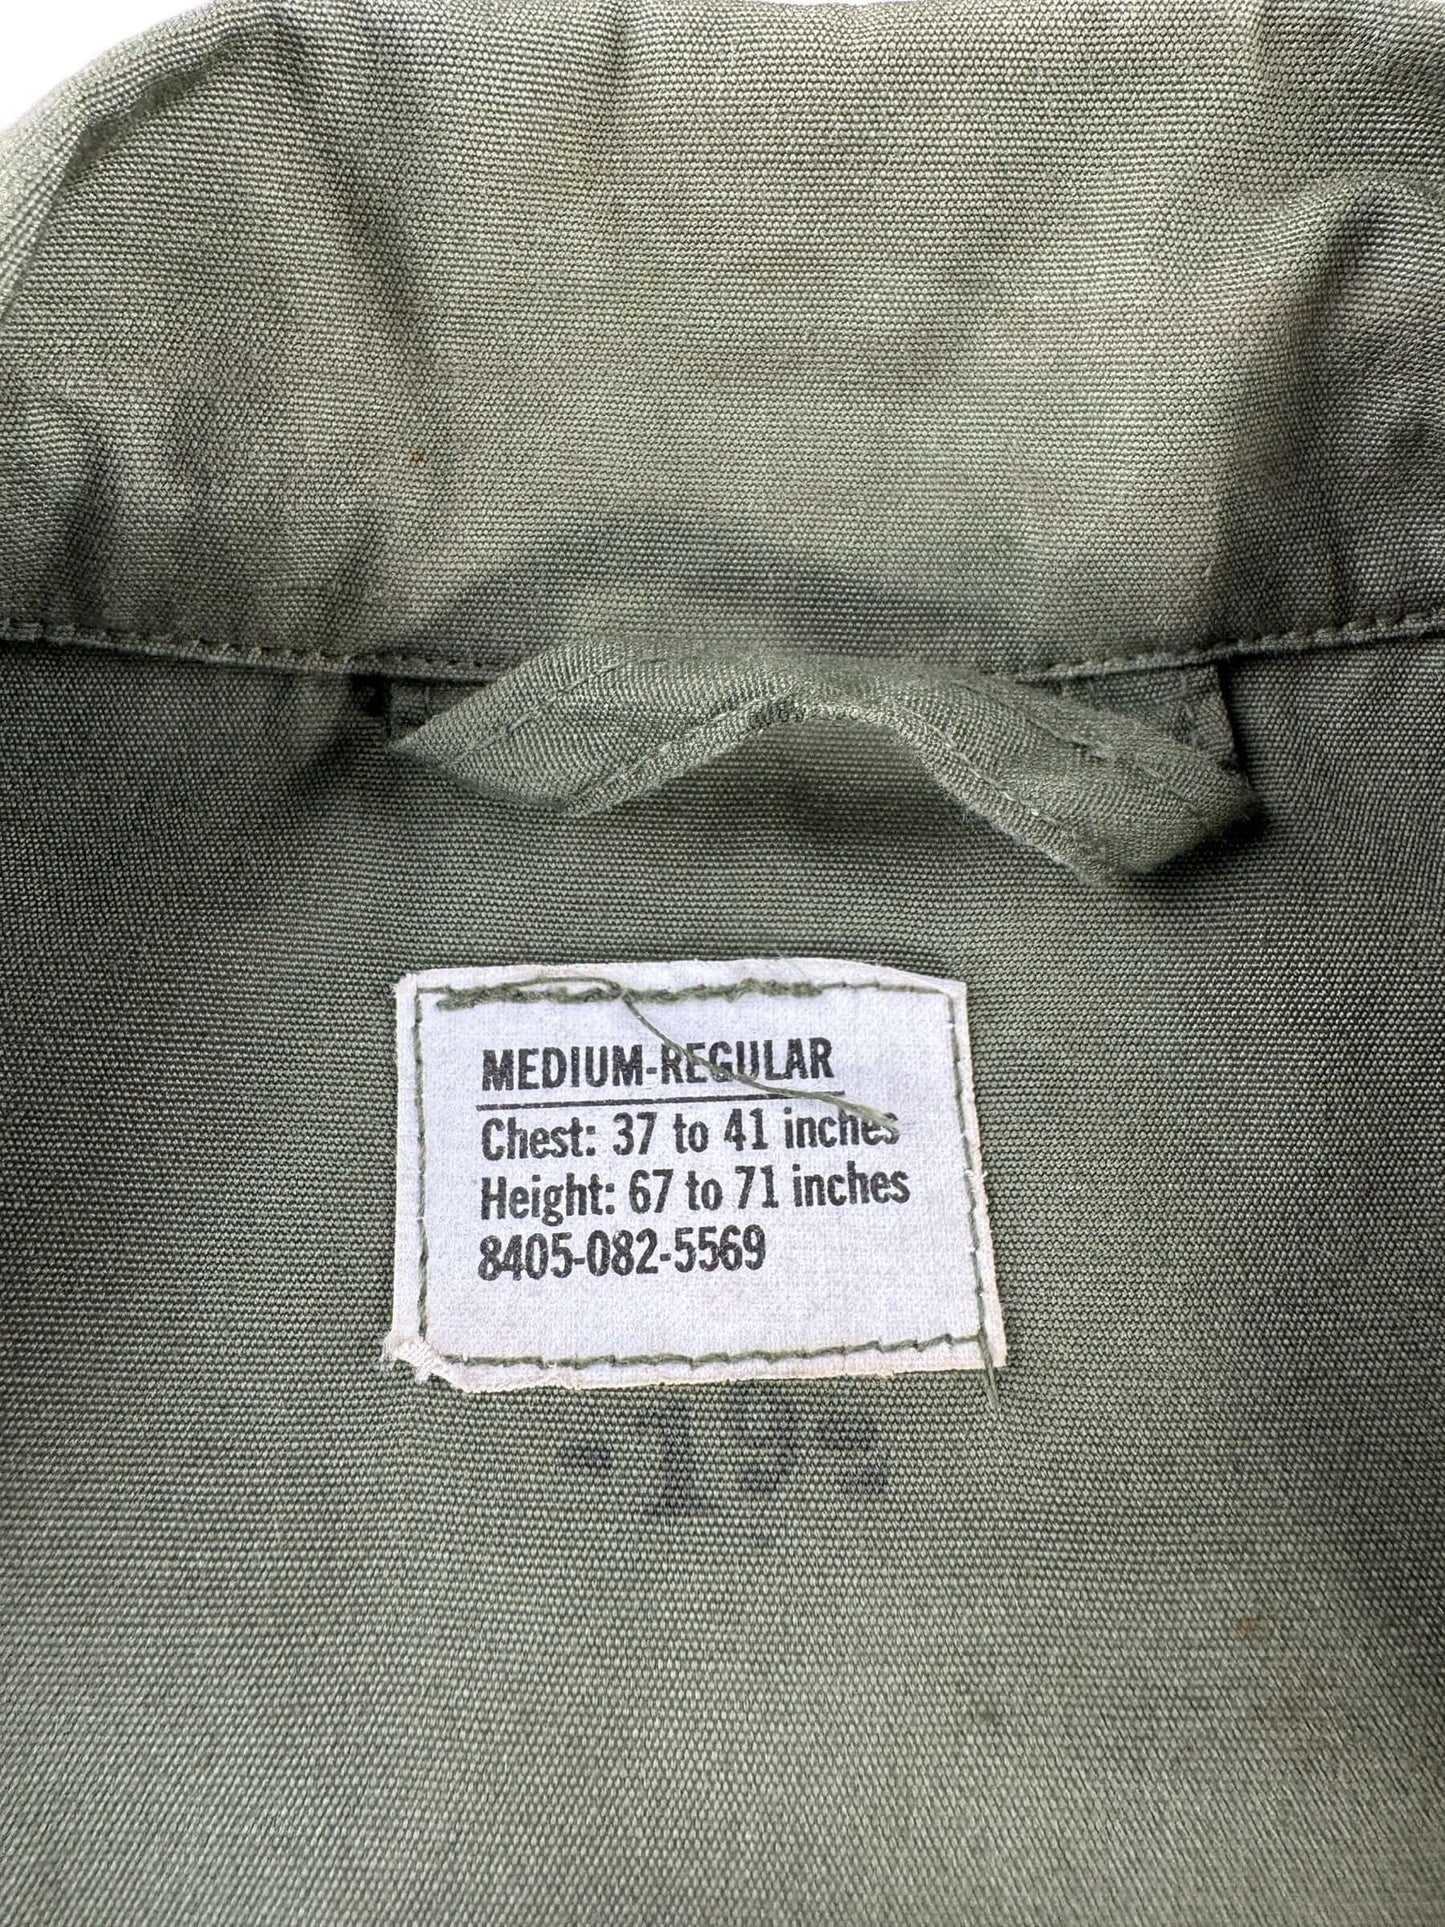 MEDIUM-REGULAR
Chest: 37 to 41 inches
Height: 67 to 71 inches
8405-082-5569